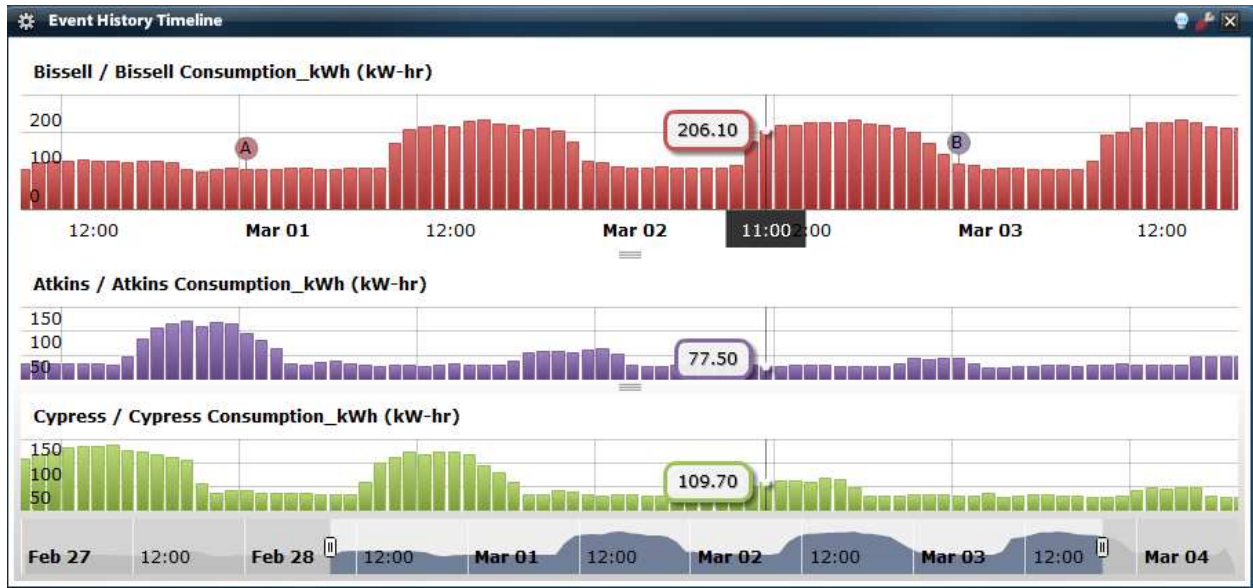 Event History Timeline
Bissell / Bissell Consumption_kWh (kW-hr)
200
206.10
A
B
100
0
12:00 Mar 01 12:00 Mar 02 11:00 2:00 Mar 03 12:00
Atkins / Atkins Consumption_kWh (kW-hr)
150
100
77.50
50
Cypress / Cypress Consumption_kWh (kW-hr)
150
100
109.70
50
Feb 27 12:00 Feb 28 12:00 Mar 01 12:00 Mar 02 12:00 Mar 03 12:00 Mar 04